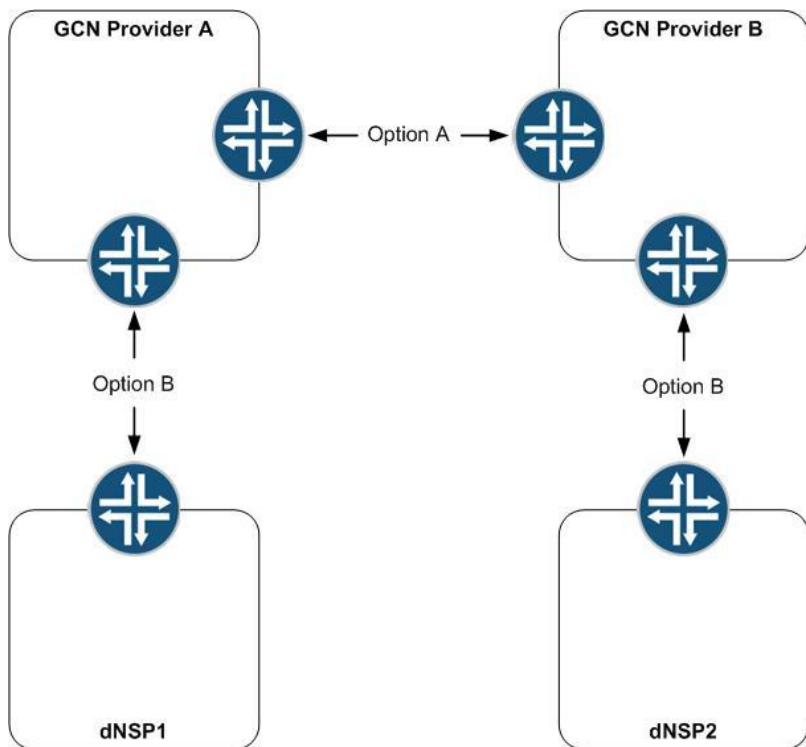 GCN Provider A
GCN Provider B
Option A
Option B
Option B
dNSP1
dNSP2